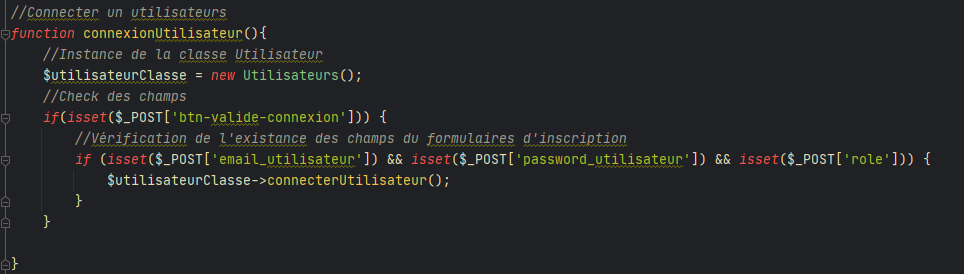 //Connecter un utilisateurs
function connexionUtilisateur(){
//Instance de la classe Utilisateur
$utilisateurClasse = new Utilisateurs();
//Check des champs
if(isset($_POST['btn-valide-connexion'])) {
//Vérification de l'existance des champs du formulaires d'inscription
if (isset($_POST['email_utilisateur']) && isset($_POST['password_utilisateur']) && isset($_POST['role'])) {
$utilisateurClasse->connecterUtilisateur();
}
}
}